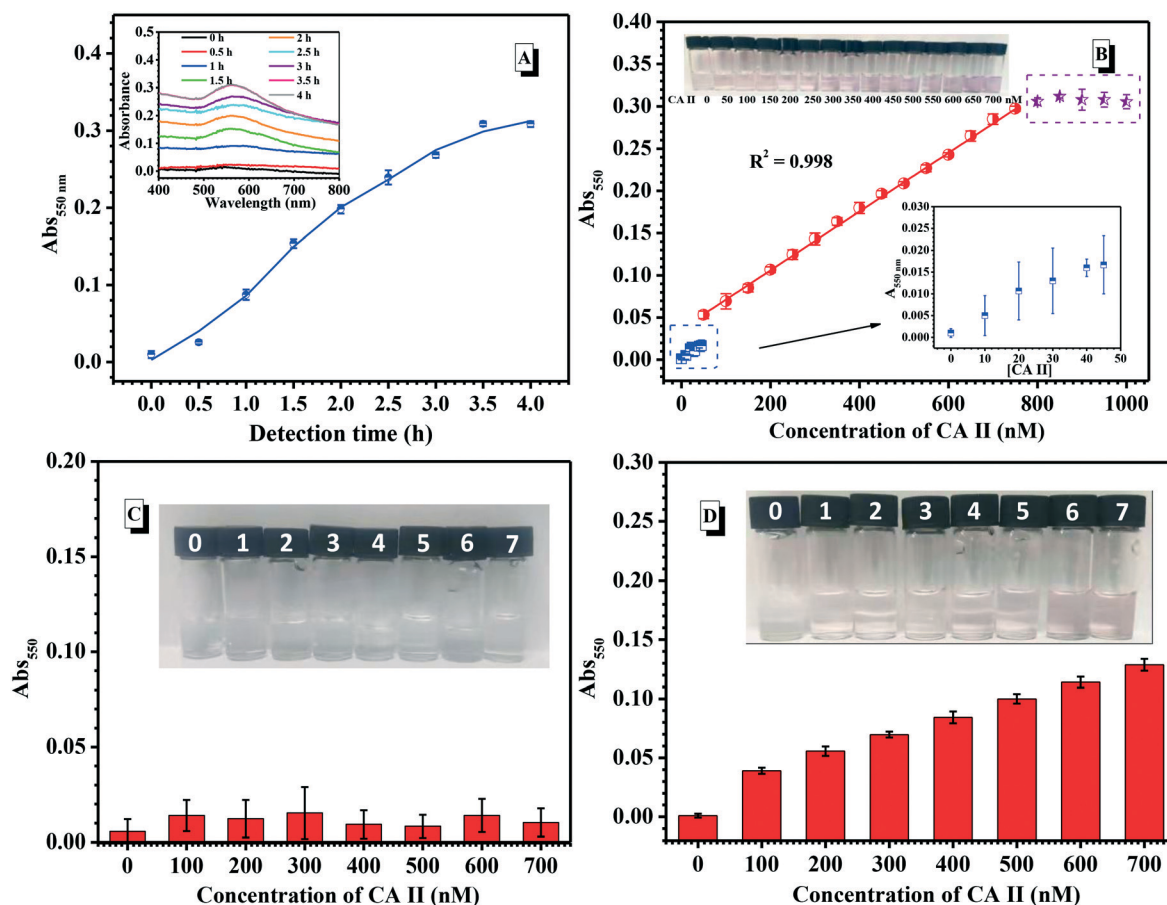 A
0 h
0.5 h
1 h
1.5 h
2 h
2.5 h
3 h
3.5 h
4 h
Absorbance
0.5
0.4
0.3
0.2
0.1
0.0
400 500 600 700 800
Wavelength (nm)
Abs550 nm
0.4
0.3
0.2
0.1
0.0
0.0 0.5 1.0 1.5 2.0 2.5 3.0 3.5 4.0
Detection time (h)
B
CA II 0 50 100 150 200 250 300 350 400 450 500 550 600 650 700 nM
R² = 0.998
Abs550
0.40
0.35
0.30
0.25
0.20
0.15
0.10
0.05
0.00
A550 nm
0.030
0.025
0.020
0.015
0.010
0.005
0.000
0 10 20 30 40 50
[CA II]
0 200 400 600 800 1000
Concentration of CA II (nM)
C
0 1 2 3 4 5 6 7
Abs550
0.20
0.15
0.10
0.05
0.00
0 100 200 300 400 500 600 700
Concentration of CA II (nM)
D
0 1 2 3 4 5 6 7
Abs550
0.30
0.25
0.20
0.15
0.10
0.05
0.00
0 100 200 300 400 500 600 700
Concentration of CA II (nM)